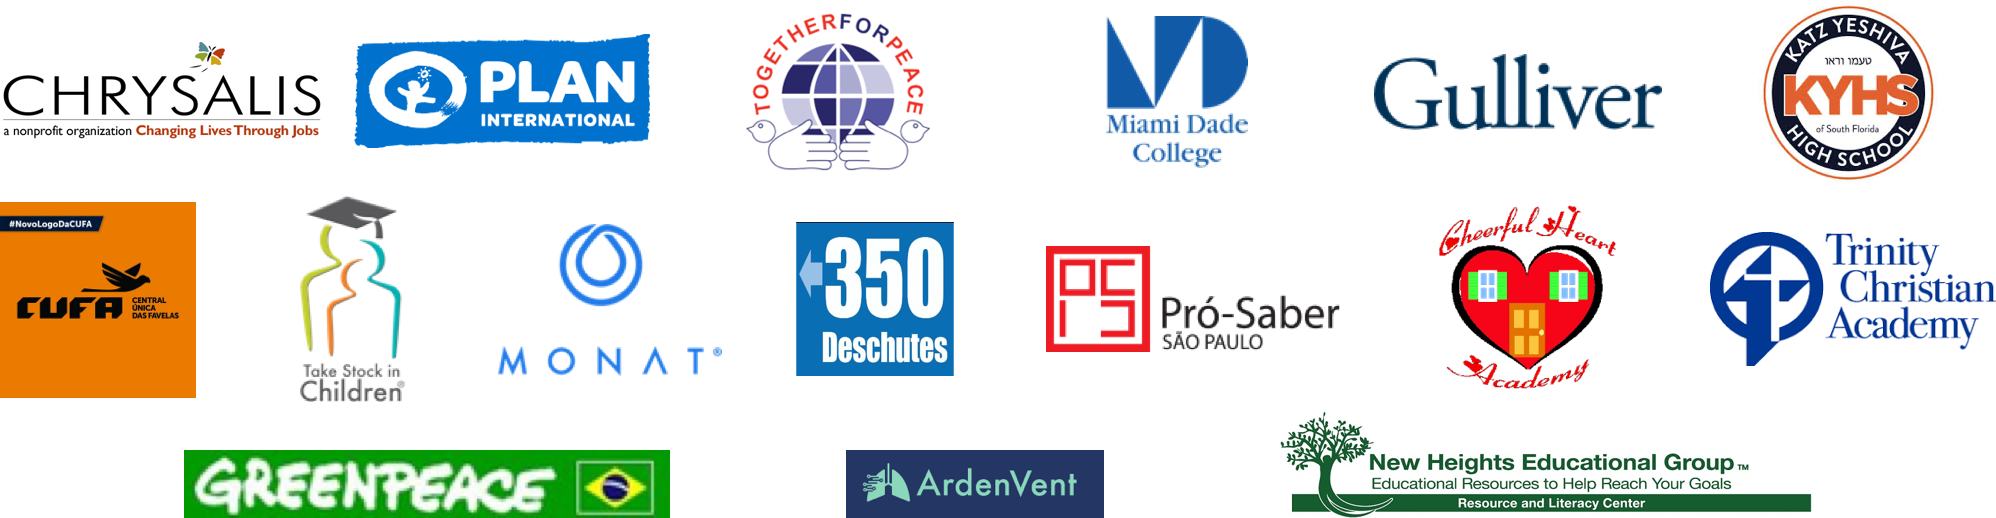 CHRYSALIS
a nonprofit organization Changing Lives Through Jobs
PLAN
INTERNATIONAL
TOGETHERFORPEACE
Miami Dade
College
Gulliver
KATZ YESHIVA
טעמו וראו
KYHS
of South Florida
HIGH SCHOOL
#NovoLogoDaCUFA
CUFA
CENTRAL
ÚNICA
DAS FAVELAS
Take Stock in
Children®
MONAT®
350
Deschutes
Pró-Saber
SÃO PAULO
Cheerful Heart
Academy
Trinity
Christian
Academy
GREENPEACE
ArdenVent
New Heights Educational Group TM
Educational Resources to Help Reach Your Goals
Resource and Literacy Center